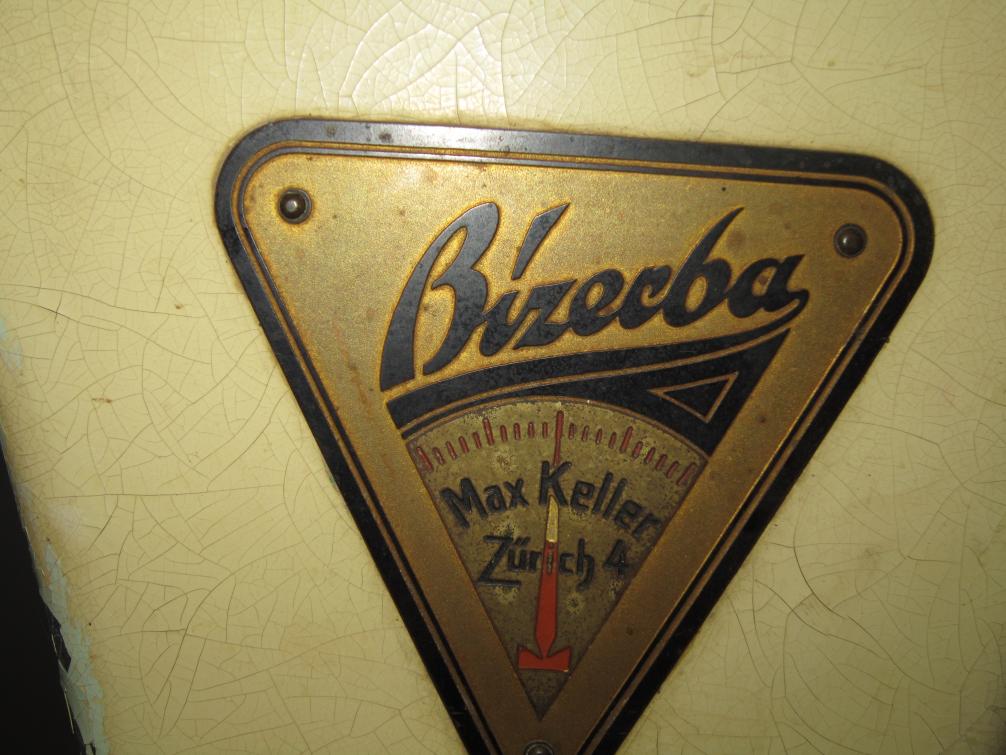 Bizerba
Max Keller
Zürich 4